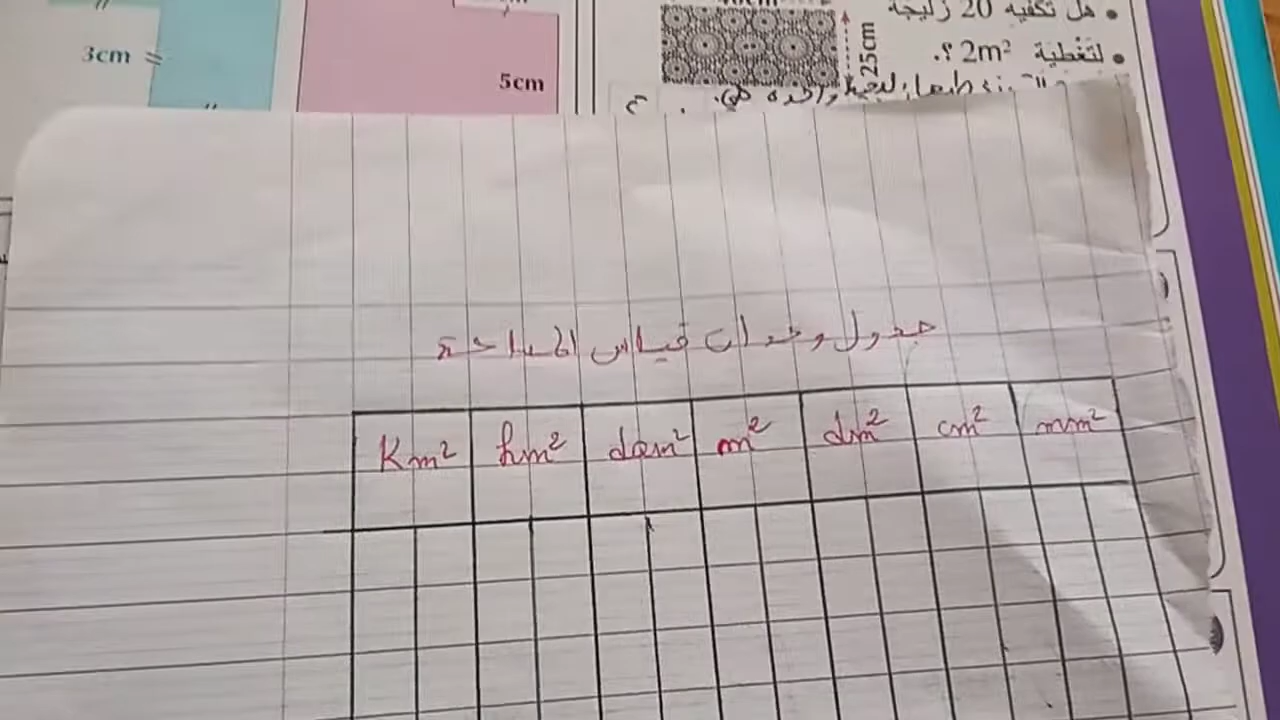 • هل تكفيه 20 زليجة
• لتغطية 2m² ؟.
25cm
3cm
5cm
جدول وحدات قياس المساحة
Km² hm² dam² m² dm² cm² mm²